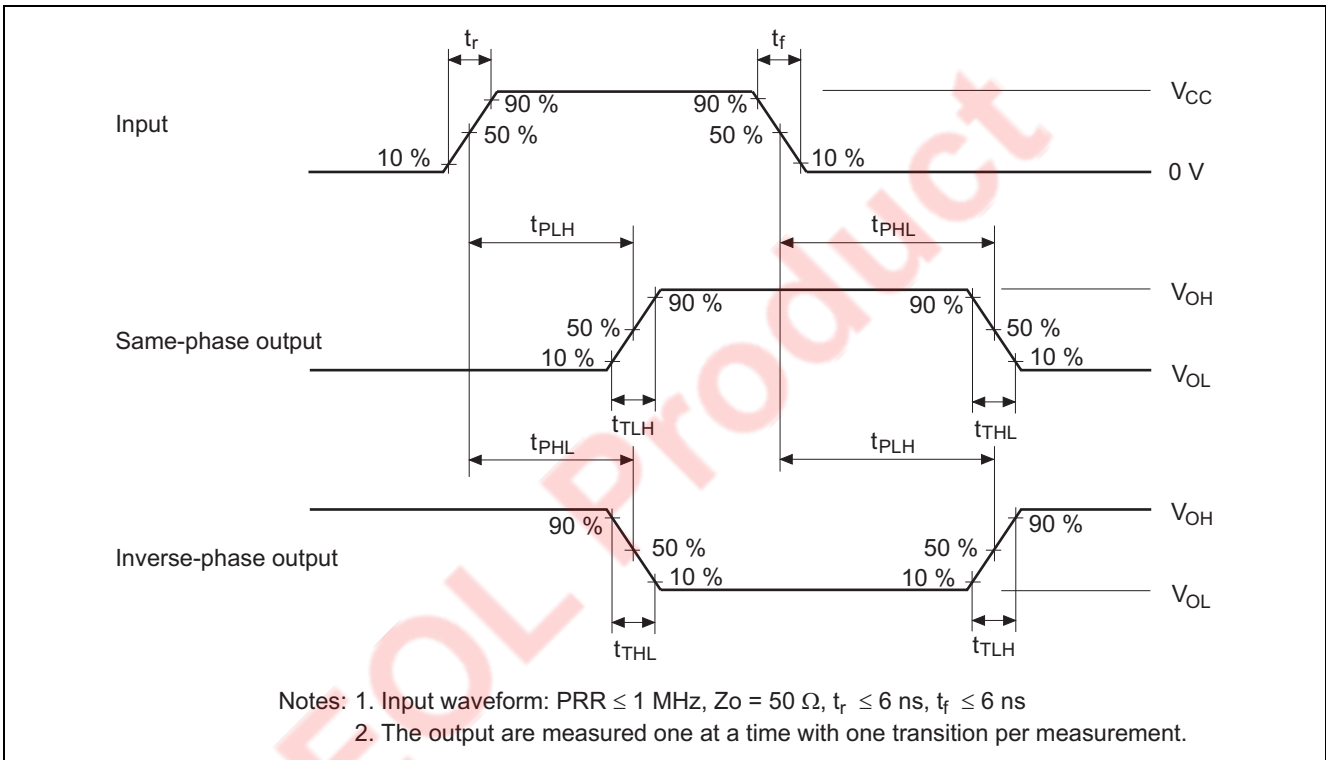 tr
tf
90 %
90 %
VCC
Input
50 %
50 %
10 %
10 %
0 V
tPLH
tPHL
90 %
90 %
VOH
Same-phase output
50 %
50 %
10 %
10 %
VOL
tTLH
tTHL
tPHL
tPLH
90 %
90 %
VOH
Inverse-phase output
50 %
50 %
10 %
10 %
VOL
tTHL
tTLH
Notes: 1. Input waveform: PRR ≤ 1 MHz, Zo = 50 Ω, tr ≤ 6 ns, tf ≤ 6 ns
2. The output are measured one at a time with one transition per measurement.
EOL Product